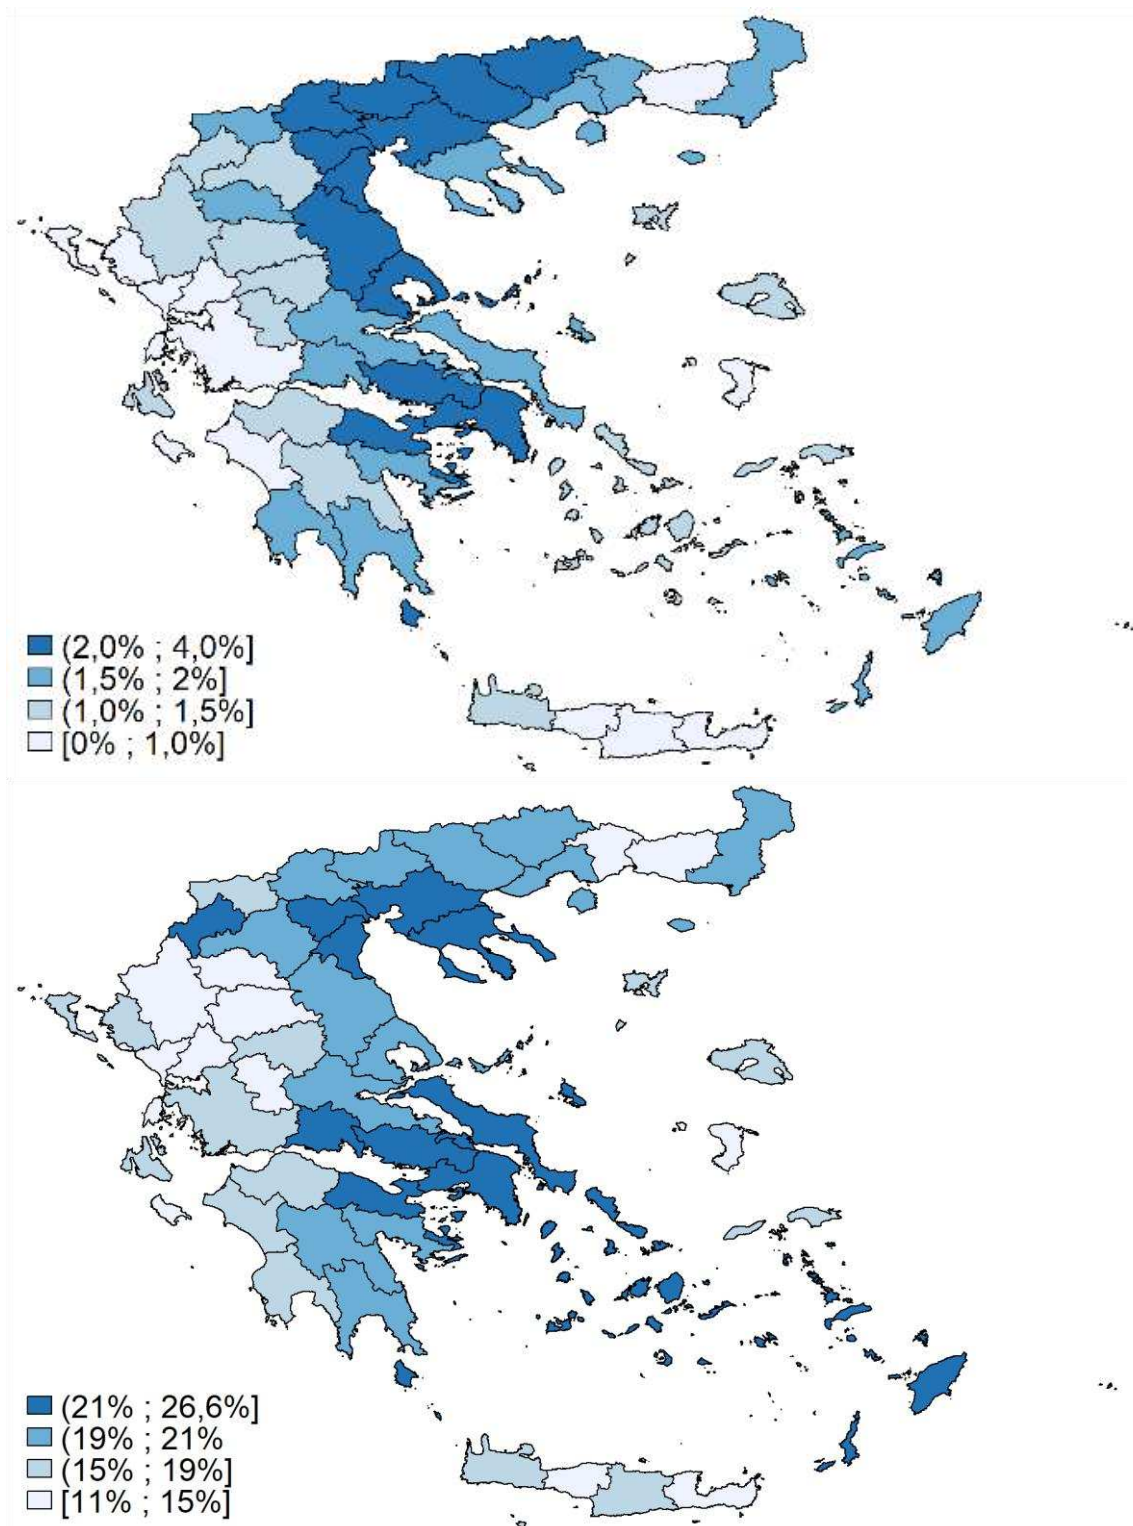 (2,0% ; 4,0%]
(1,5% ; 2%]
(1,0% ; 1,5%]
[0% ; 1,0%]
(21% ; 26,6%]
(19% ; 21%
(15% ; 19%]
[11% ; 15%]